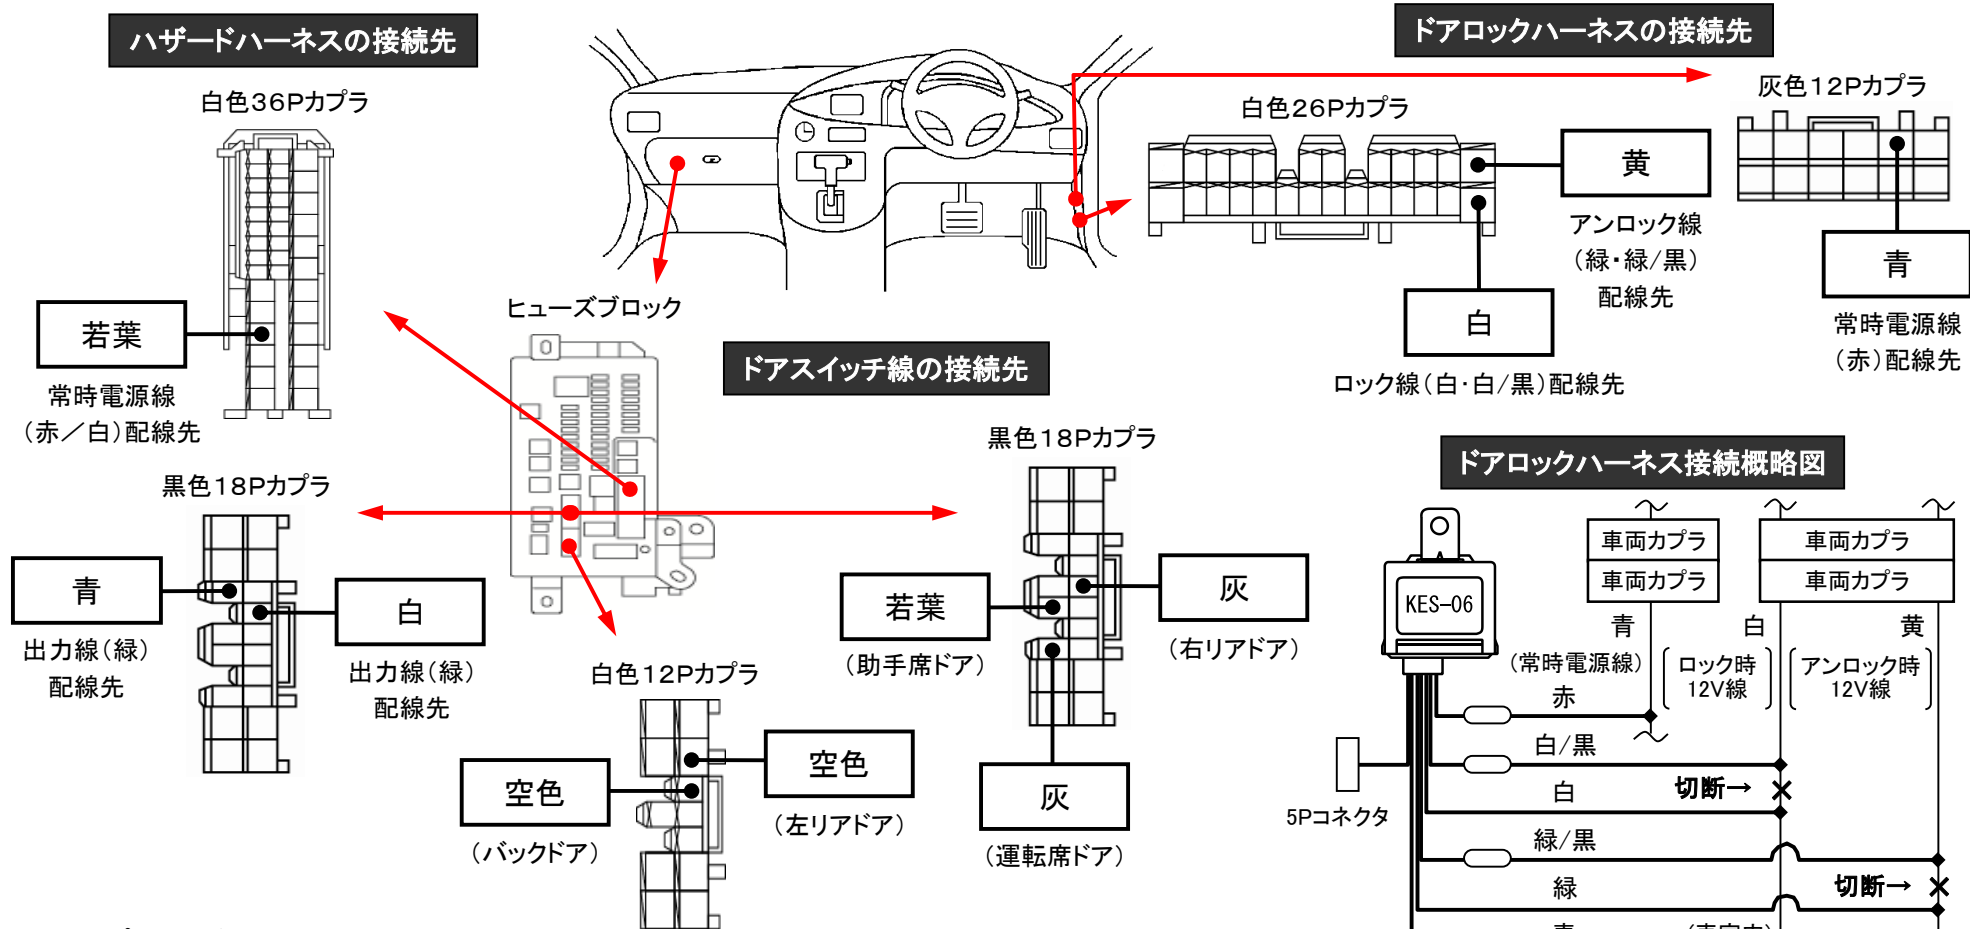 ハザードハーネスの接続先
白色36Pカプラ
若葉
常時電源線
(赤/白)配線先
黒色18Pカプラ
青
出力線(緑)
配線先
白
出力線(緑)
配線先
ヒューズブロック
ドアスイッチ線の接続先
白色12Pカプラ
空色
(バックドア)
空色
(左リアドア)
黒色18Pカプラ
若葉
(助手席ドア)
灰
(右リアドア)
灰
(運転席ドア)
ドアロックハーネスの接続先
白色26Pカプラ
黄
アンロック線
(緑・緑/黒)
配線先
白
ロック線(白・白/黒)配線先
灰色12Pカプラ
青
常時電源線
(赤)配線先
ドアロックハーネス接続概略図
車両カプラ
車両カプラ
車両カプラ
車両カプラ
KES-06
青
白
黄
(常時電源線)
ロック時
12V線
アンロック時
12V線
赤
白/黒
白
切断→
5Pコネクタ
緑/黒
緑
切断→